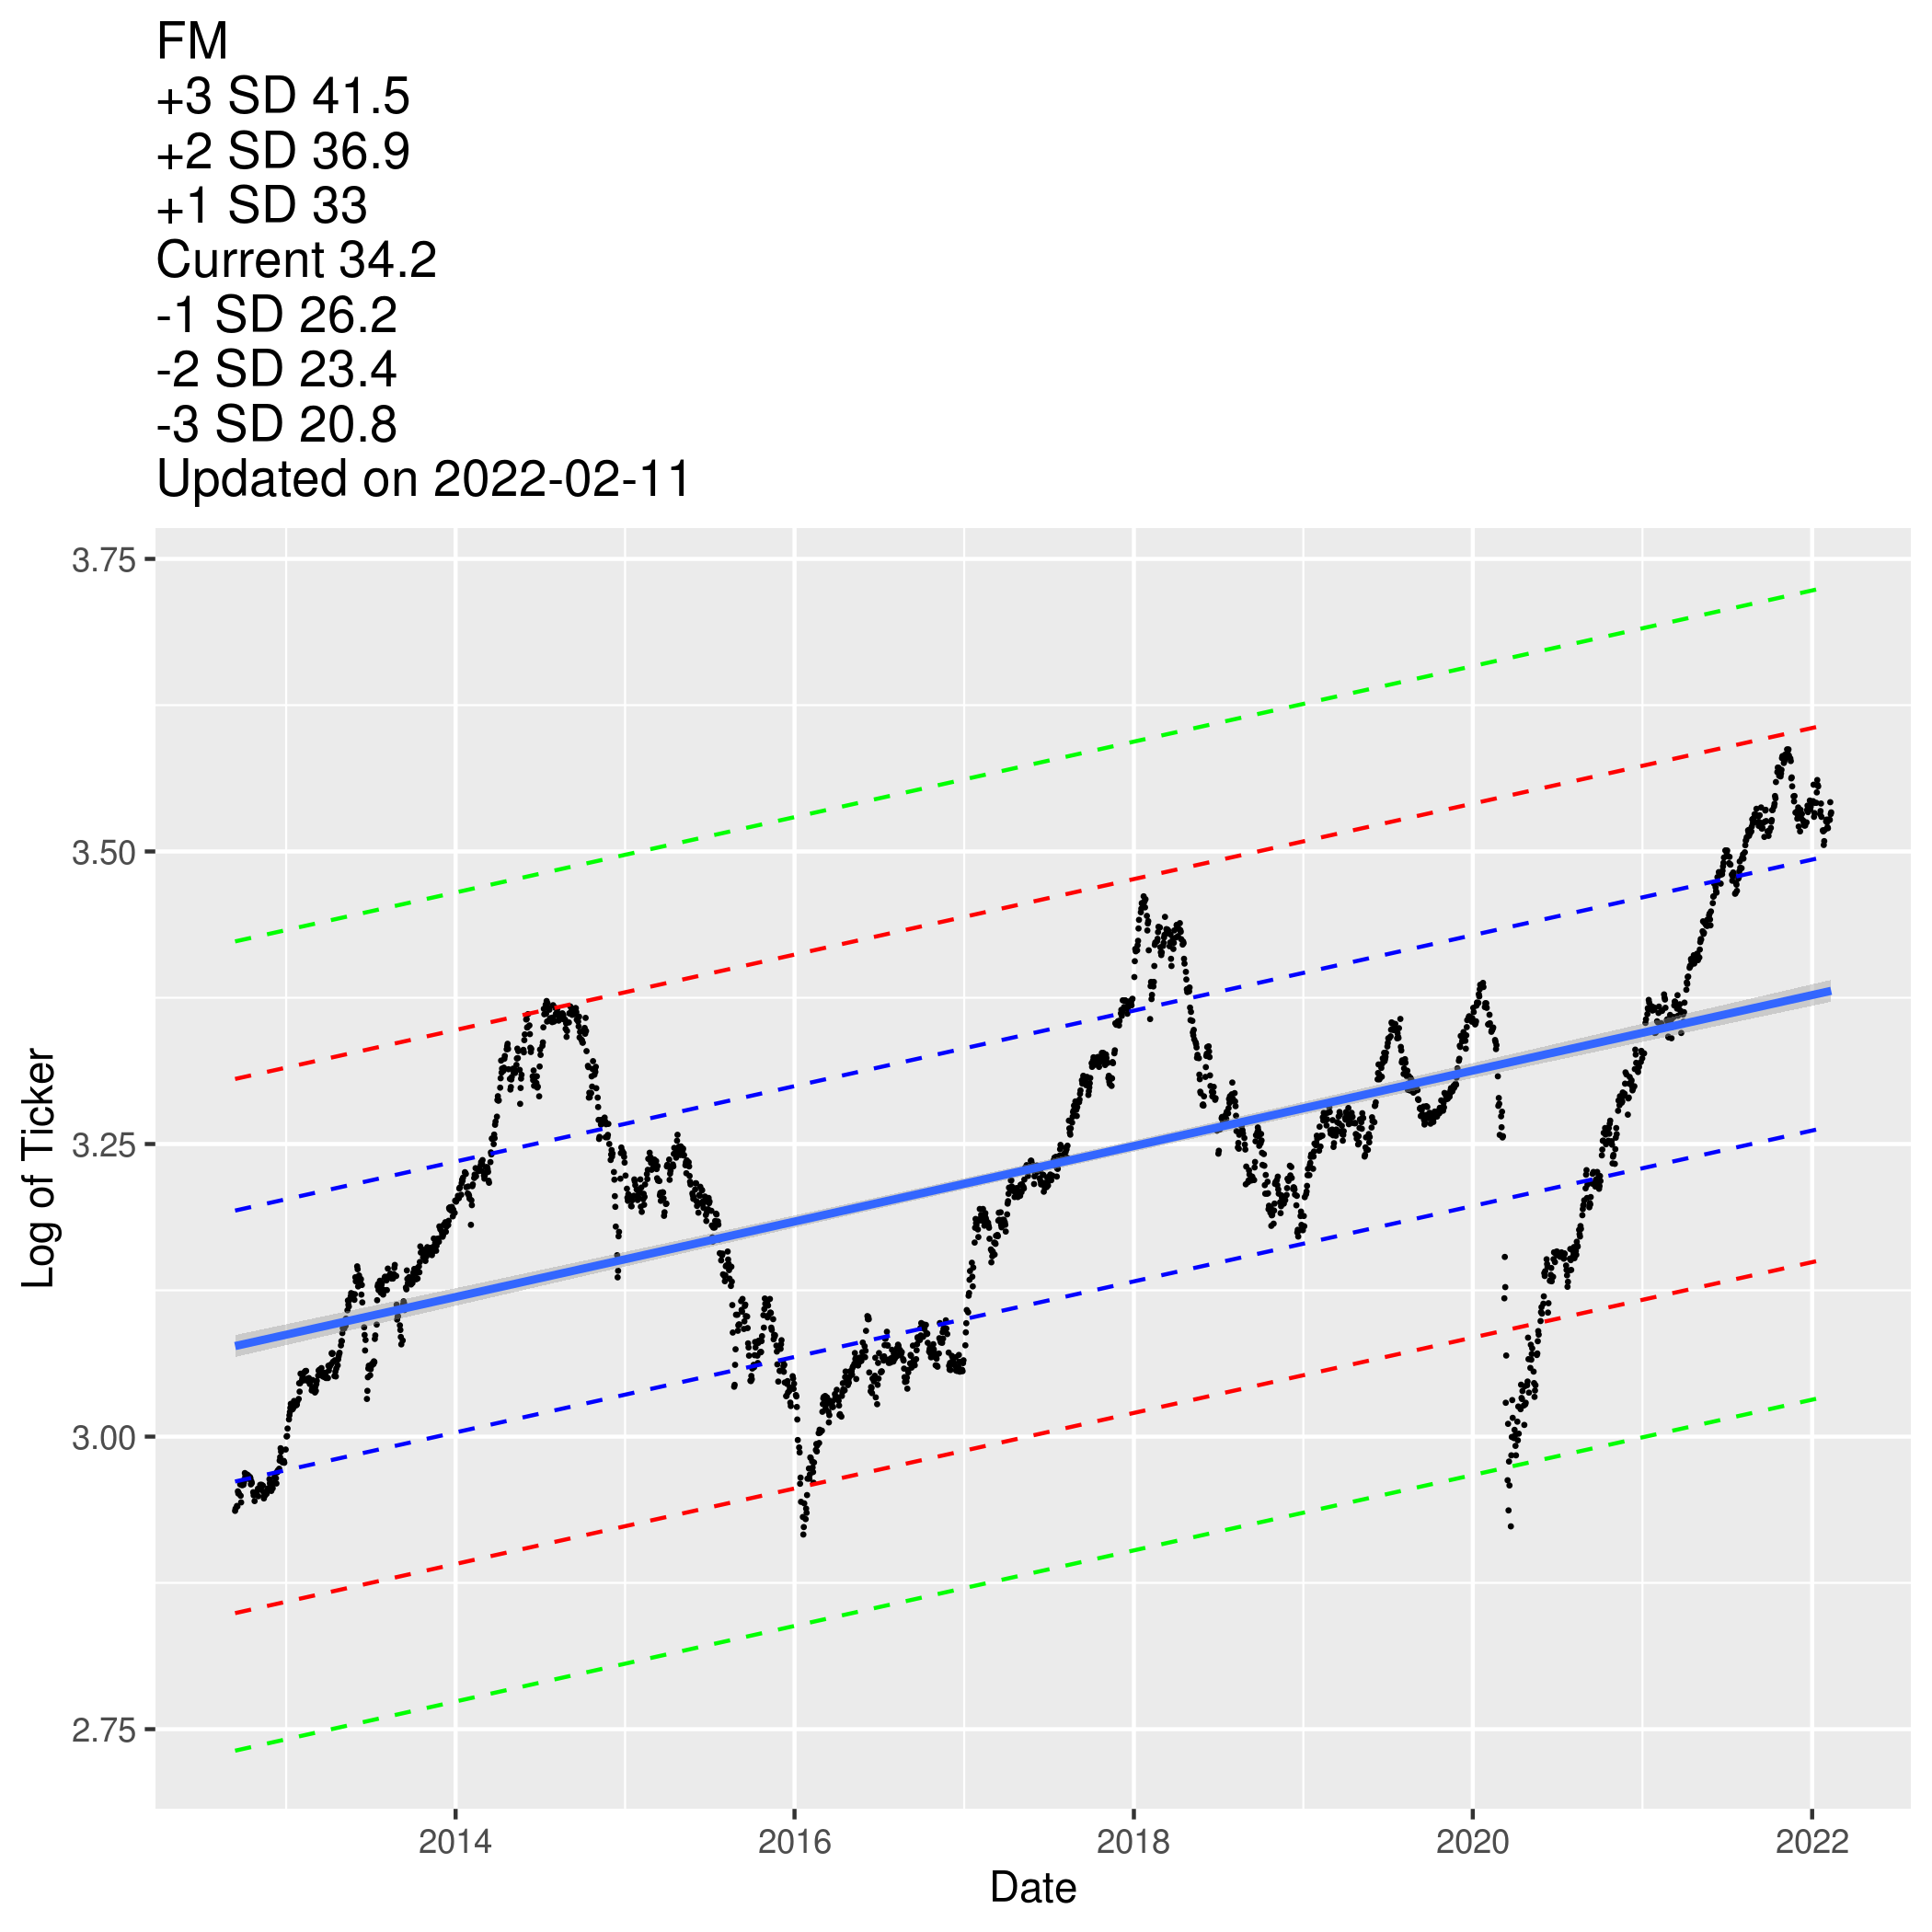 FM
+3 SD 41.5
+2 SD 36.9
+1 SD 33
Current 34.2
-1 SD 26.2
-2 SD 23.4
-3 SD 20.8
Updated on 2022-02-11
3.75
3.50
3.25
3.00
2.75
Log of Ticker
2014 2016 2018 2020 2022
Date